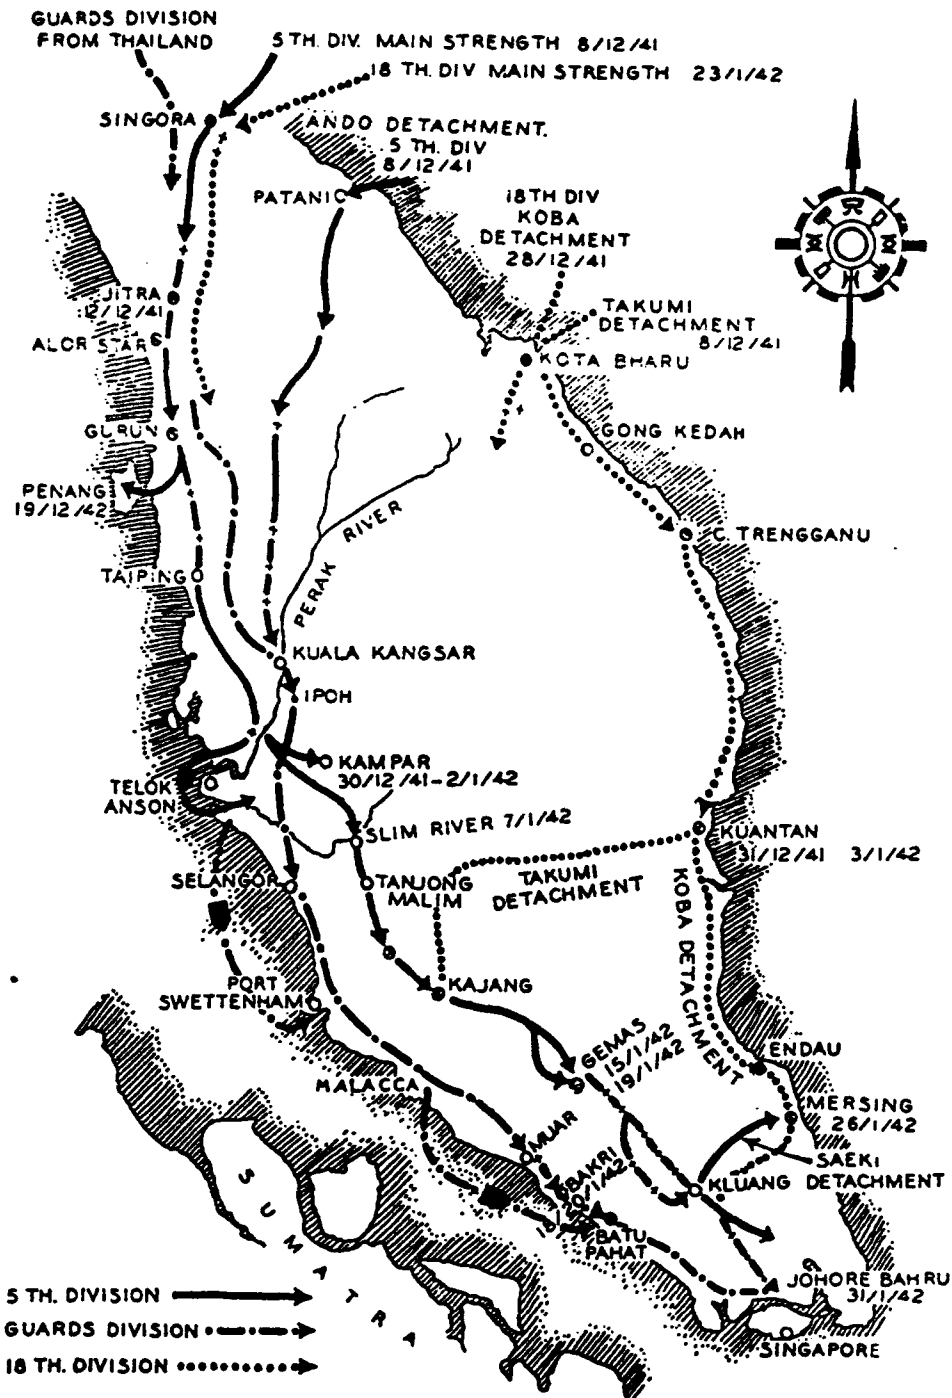 GUARDS DIVISION
FROM THAILAND
5 TH. DIV. MAIN STRENGTH 8/12/41
18 TH. DIV MAIN STRENGTH 23/1/42
SINGORA
ANDO DETACHMENT.
5 TH. DIV
8/12/41
PATANI
18TH DIV
KOBA
DETACHMENT
28/12/41
JITRA
12/12/41
TAKUMI
DETACHMENT
8/12/41
ALOR STAR
KOTA BHARU
GURUN
GONG KEDAH
PENANG
19/12/42
PERAK RIVER
C. TRENGGANU
TAIPING
KUALA KANGSAR
IPOH
KAMPAR
30/12/41-2/1/42
TELOK
ANSON
SLIM RIVER 7/1/42
KUANTAN
31/12/41 3/1/42
SELANGOR
TANJONG
MALIM
TAKUMI
DETACHMENT
KOBA DETACHMENT
KAJANG
PORT
SWETTENHAM
GEMAS
15/1/42
19/1/42
ENDAU
MALACCA
MERSING
26/1/42
MUAR
SAEKI
DETACHMENT
BAKRI
KLUANG
BATU
PAHAT
SUMATRA
JOHORE BAHRU
31/1/42
SINGAPORE
5 TH. DIVISION
GUARDS DIVISION
18 TH. DIVISION